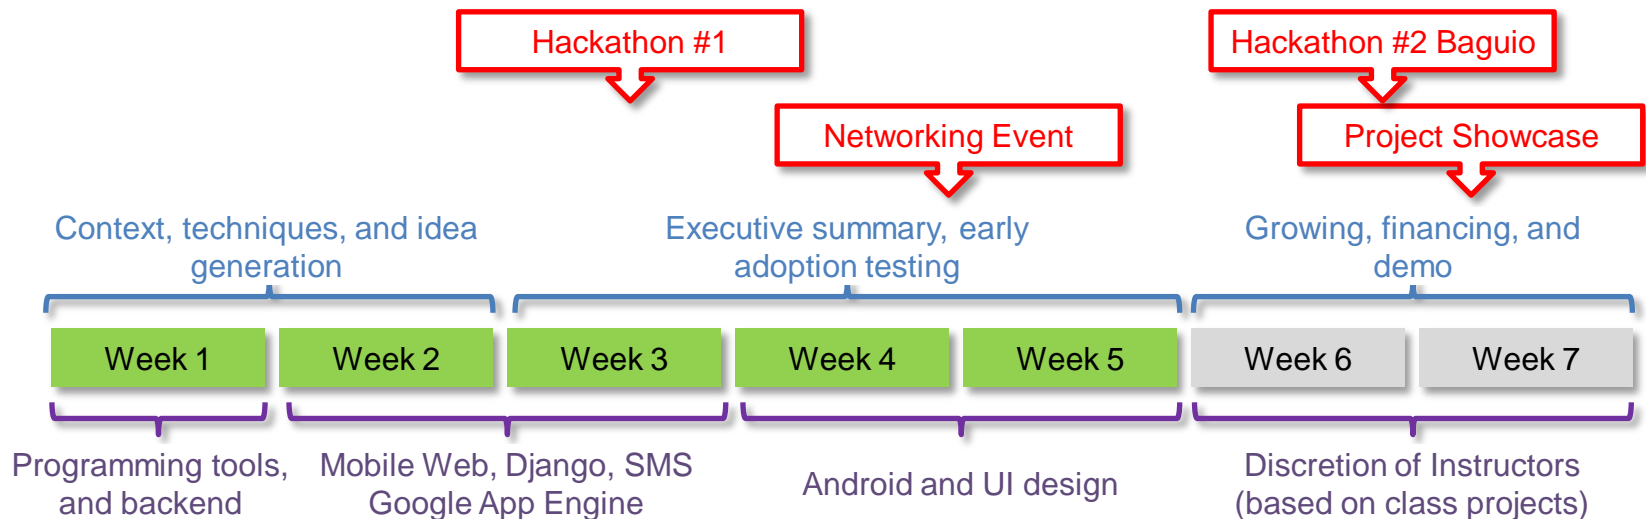 Hackathon #1
Hackathon #2 Baguio
Networking Event
Project Showcase
Context, techniques, and idea
generation
Executive summary, early
adoption testing
Growing, financing, and
demo
Week 1
Week 2
Week 3
Week 4
Week 5
Week 6
Week 7
Programming tools,
and backend
Mobile Web, Django, SMS
Google App Engine
Android and UI design
Discretion of Instructors
(based on class projects)